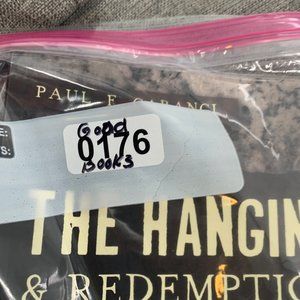 PAUL F. CARANCI
Good
0176
Books
E:
S:
THE HANGIN
& REDEMPTIO